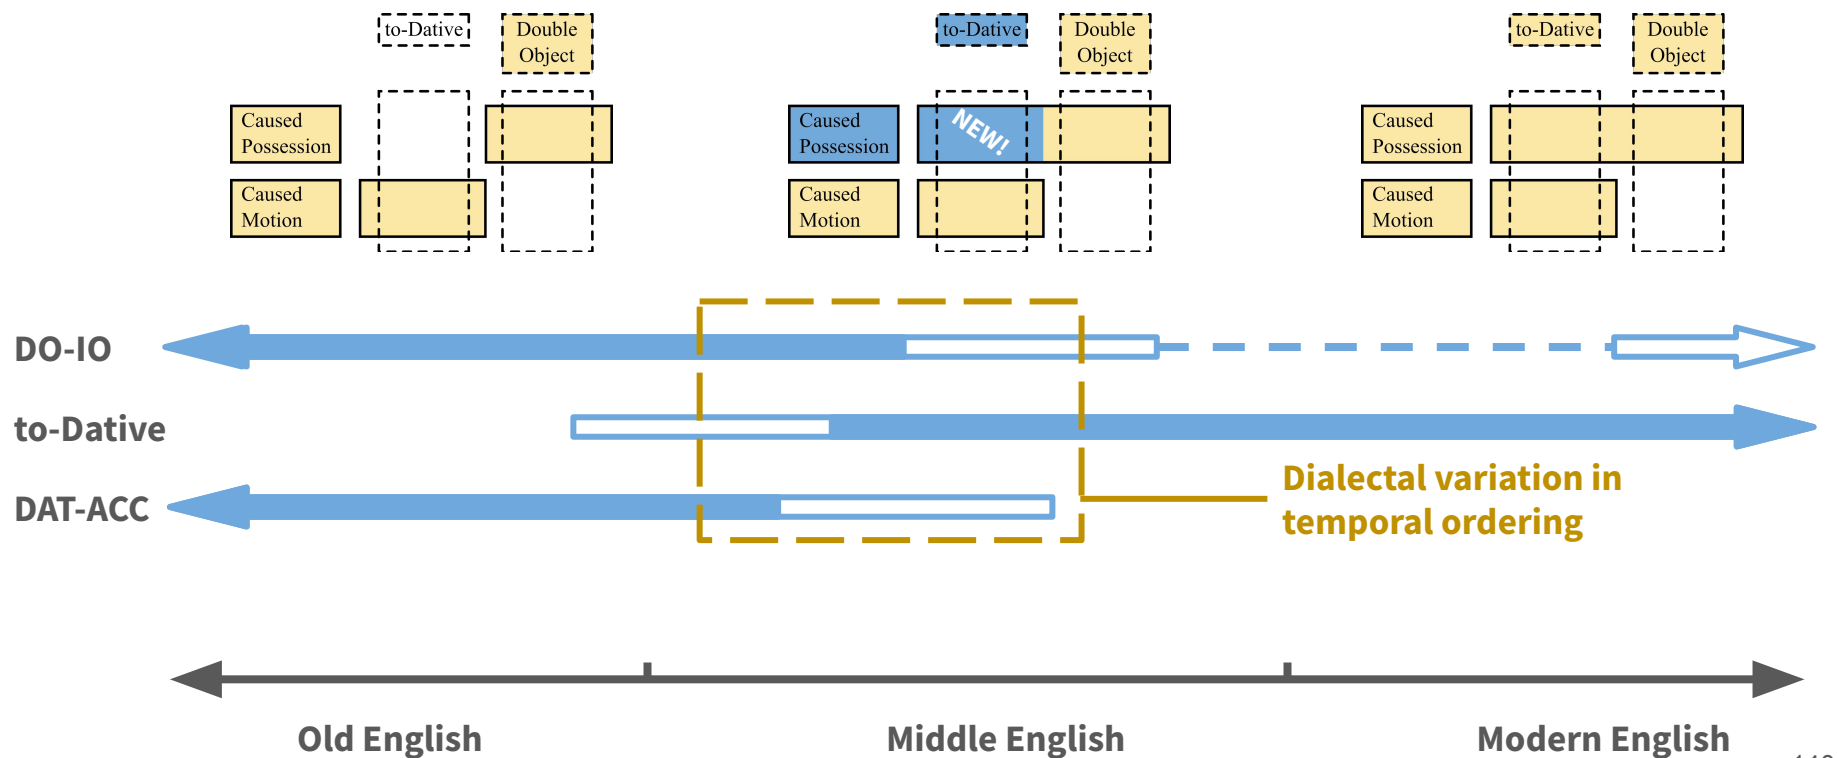 to-Dative
Double
Object
Caused
Possession
Caused
Motion
to-Dative
Double
Object
Caused
Possession
NEW!
Caused
Motion
to-Dative
Double
Object
Caused
Possession
Caused
Motion
DO-IO
to-Dative
DAT-ACC
Dialectal variation in
temporal ordering
Old English
Middle English
Modern English